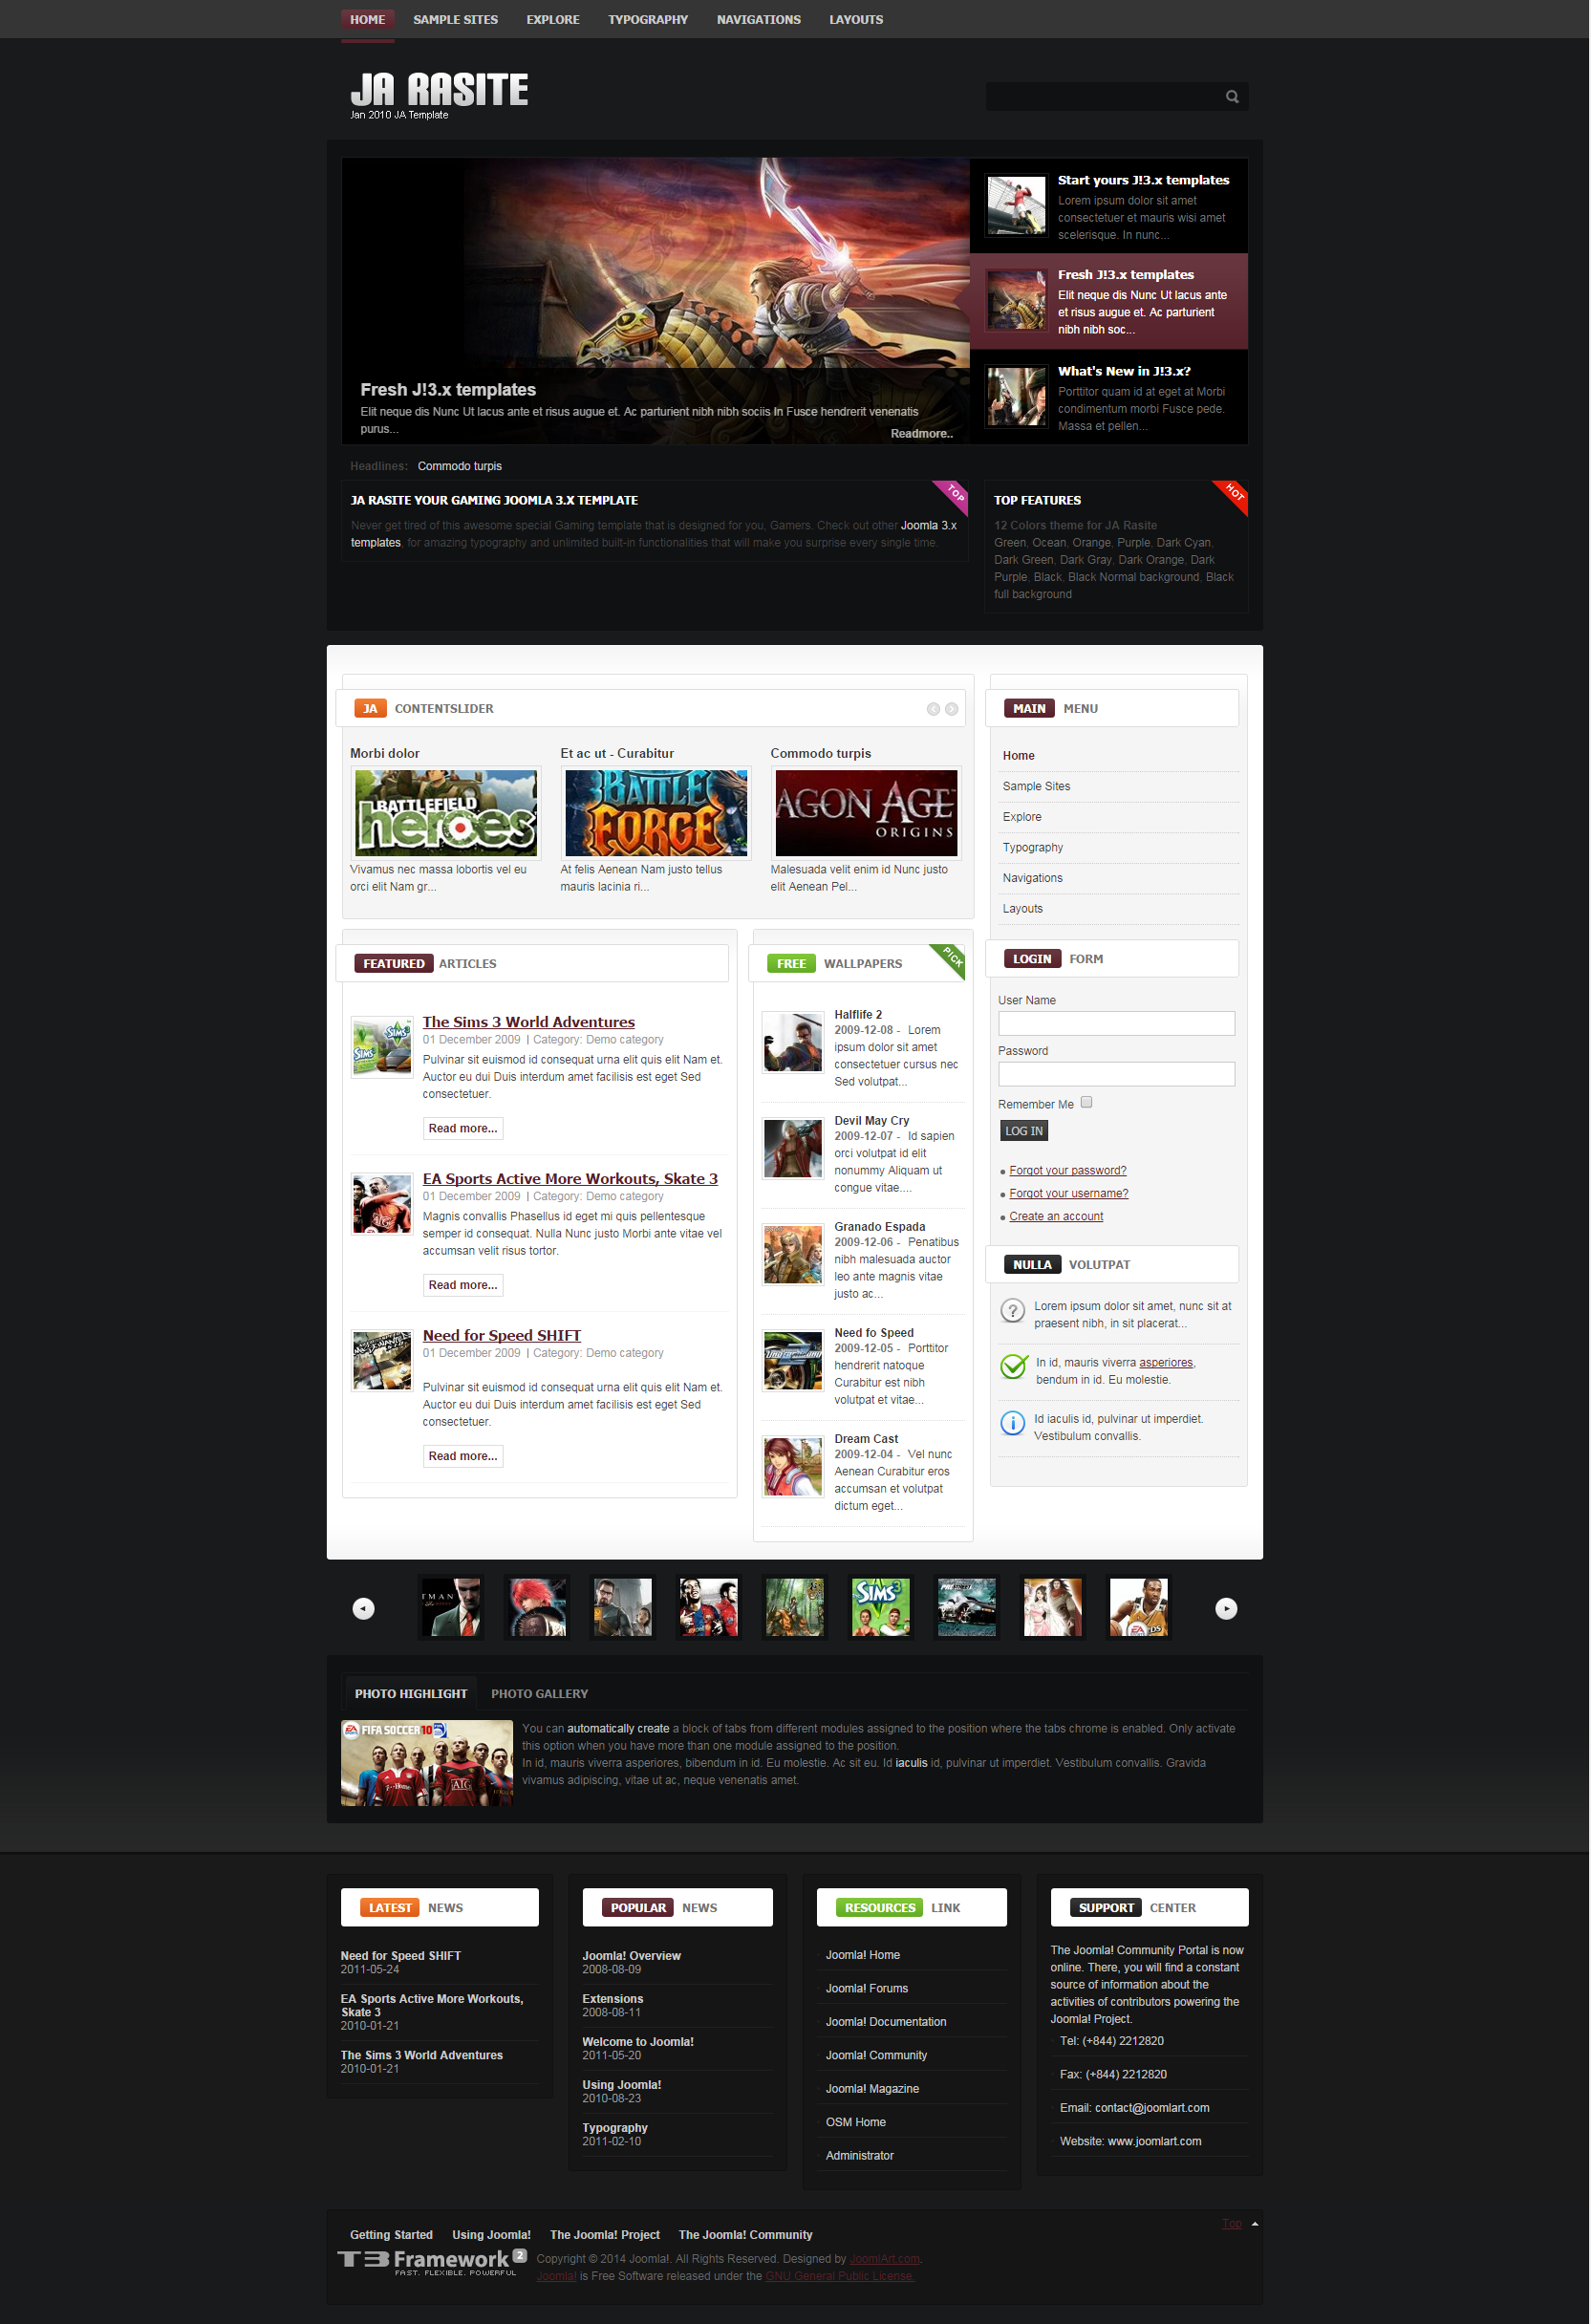 HOME SAMPLE SITES EXPLORE TYPOGRAPHY NAVIGATIONS LAYOUTS
JA RASITE
Jan 2010 JA Template
Fresh J!3.x templates
Elit neque dis Nunc Ut lacus ante et risus augue et. Ac parturient nibh nibh sociis In Fusce hendrerit venenatis
purus...
Readmore..
Start yours J!3.x templates
Lorem ipsum dolor sit amet
consectetuer et mauris wisi amet
scelerisque. In nunc...
Fresh J!3.x templates
Elit neque dis Nunc Ut lacus ante
et risus augue et. Ac parturient
nibh nibh soc...
What's New in J!3.x?
Porttitor quam id at eget at Morbi
condimentum morbi Fusce pede.
Massa et pellen...
Headlines: Commodo turpis
JA RASITE YOUR GAMING JOOMLA 3.X TEMPLATE
TOP
Never get tired of this awesome special Gaming template that is designed for you, Gamers. Check out other Joomla 3.x
templates, for amazing typography and unlimited built-in functionalities that will make you surprise every single time.
TOP FEATURES
HOT
12 Colors theme for JA Rasite
Green, Ocean, Orange, Purple, Dark Cyan,
Dark Green, Dark Gray, Dark Orange, Dark
Purple, Black, Black Normal background, Black
full background
JA CONTENTSLIDER
Morbi dolor
BATTLEFIELD
heroes
Vivamus nec massa lobortis vel eu
orci elit Nam gr...
Et ac ut - Curabitur
BATTLE
FORGE
At felis Aenean Nam justo tellus
mauris lacinia ri...
Commodo turpis
AGON AGE
ORIGINS
Malesuada velit enim id Nunc justo
elit Aenean Pel...
FEATURED ARTICLES
The Sims 3 World Adventures
01 December 2009 | Category: Demo category
Pulvinar sit euismod id consequat urna elit quis elit Nam et.
Auctor eu dui Duis interdum amet facilisis est eget Sed
consectetuer.
Read more...
EA Sports Active More Workouts, Skate 3
01 December 2009 | Category: Demo category
Magnis convallis Phasellus id eget mi quis pellentesque
semper id consequat. Nulla Nunc justo Morbi ante vitae vel
accumsan velit risus tortor.
Read more...
Need for Speed SHIFT
01 December 2009 | Category: Demo category
Pulvinar sit euismod id consequat urna elit quis elit Nam et.
Auctor eu dui Duis interdum amet facilisis est eget Sed
consectetuer.
Read more...
FREE WALLPAPERS
PICK
Halflife 2
2009-12-08 - Lorem
ipsum dolor sit amet
consectetuer cursus nec
Sed volutpat...
Devil May Cry
2009-12-07 - Id sapien
orci volutpat id elit
nonummy Aliquam ut
congue vitae....
Granado Espada
2009-12-06 - Penatibus
nibh malesuada auctor
leo ante magnis vitae
justo ac...
Need fo Speed
2009-12-05 - Porttitor
hendrerit natoque
Curabitur est nibh
volutpat et vitae...
Dream Cast
2009-12-04 - Vel nunc
Aenean Curabitur eros
accumsan et volutpat
dictum eget...
MAIN MENU
Home
Sample Sites
Explore
Typography
Navigations
Layouts
LOGIN FORM
User Name
Password
Remember Me
LOG IN
Forgot your password?
Forgot your username?
Create an account
NULLA VOLUTPAT
Lorem ipsum dolor sit amet, nunc sit at
praesent nibh, in sit placerat...
In id, mauris viverra asperiores,
bendum in id. Eu molestie.
Id iaculis id, pulvinar ut imperdiet.
Vestibulum convallis.
PHOTO HIGHLIGHT PHOTO GALLERY
FIFA SOCCER 10
You can automatically create a block of tabs from different modules assigned to the position where the tabs chrome is enabled. Only activate
this option when you have more than one module assigned to the position.
In id, mauris viverra asperiores, bibendum in id. Eu molestie. Ac sit eu. Id iaculis id, pulvinar ut imperdiet. Vestibulum convallis. Gravida
vivamus adipiscing, vitae ut ac, neque venenatis amet.
LATEST NEWS
Need for Speed SHIFT
2011-05-24
EA Sports Active More Workouts,
Skate 3
2010-01-21
The Sims 3 World Adventures
2010-01-21
POPULAR NEWS
Joomla! Overview
2008-08-09
Extensions
2008-08-11
Welcome to Joomla!
2011-05-20
Using Joomla!
2010-08-23
Typography
2011-02-10
RESOURCES LINK
Joomla! Home
Joomla! Forums
Joomla! Documentation
Joomla! Community
Joomla! Magazine
OSM Home
Administrator
SUPPORT CENTER
The Joomla! Community Portal is now
online. There, you will find a constant
source of information about the
activities of contributors powering the
Joomla! Project.
Tel: (+844) 2212820
Fax: (+844) 2212820
Email: contact@joomlart.com
Website: www.joomlart.com
Top
Getting Started Using Joomla! The Joomla! Project The Joomla! Community
T3 Framework 2
FAST. FLEXIBLE. POWERFUL
Copyright © 2014 Joomla!. All Rights Reserved. Designed by JoomlArt.com.
Joomla! is Free Software released under the GNU General Public License.